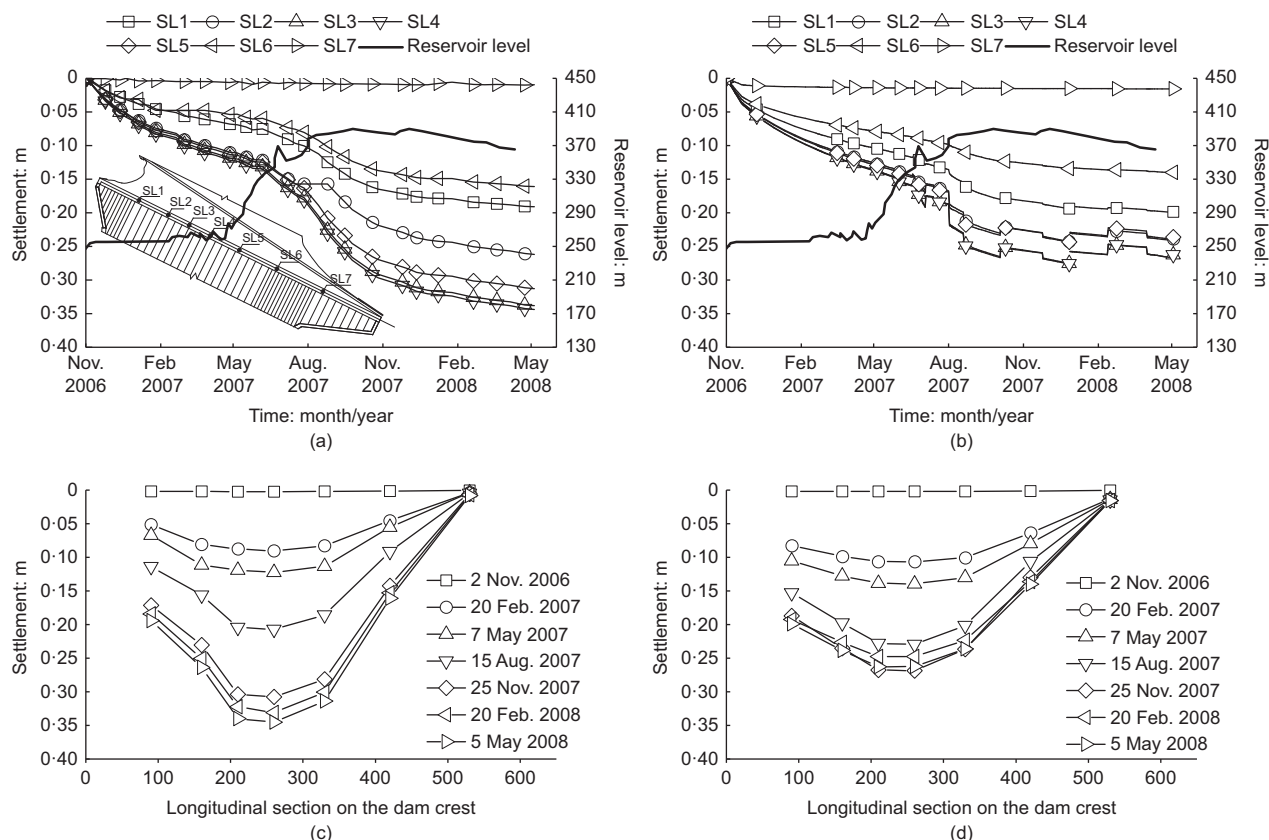 SL1 SL2 SL3 SL4
SL5 SL6 SL7 Reservoir level
0
0·05
0·10
0·15
0·20
0·25
0·30
0·35
0·40
Settlement: m
450
410
370
330
290
250
210
170
130
Reservoir level: m
SL1
SL2
SL3
SL5
SL6
SL7
Nov. Feb May Aug. Nov. Feb. May
2006 2007 2007 2007 2007 2008 2008
Time: month/year
(a)
SL1 SL2 SL3 SL4
SL5 SL6 SL7 Reservoir level
0
0·05
0·10
0·15
0·20
0·25
0·30
0·35
0·40
Settlement: m
450
410
370
330
290
250
210
170
130
Reservoir level: m
Nov. Feb May Aug. Nov. Feb. May
2006 2007 2007 2007 2007 2008 2008
Time: month/year
(b)
0
0·05
0·10
0·15
0·20
0·25
0·30
0·35
0·40
Settlement: m
2 Nov. 2006
20 Feb. 2007
7 May 2007
15 Aug. 2007
25 Nov. 2007
20 Feb. 2008
5 May 2008
0 100 200 300 400 500 600
Longitudinal section on the dam crest
(c)
0
0·05
0·10
0·15
0·20
0·25
0·30
0·35
0·40
Settlement: m
2 Nov. 2006
20 Feb. 2007
7 May 2007
15 Aug. 2007
25 Nov. 2007
20 Feb. 2008
5 May 2008
0 100 200 300 400 500 600
Longitudinal section on the dam crest
(d)